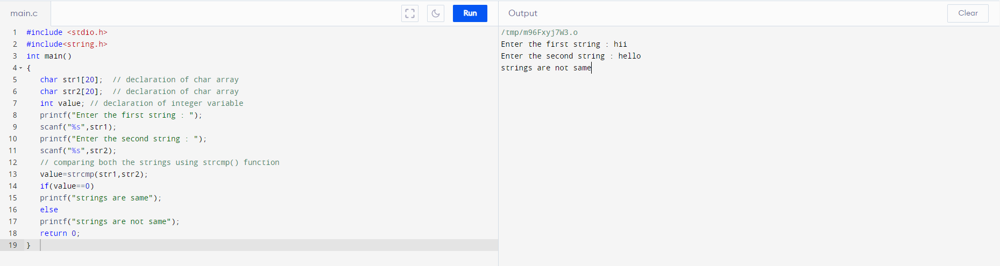 main.c
Run
1 #include <stdio.h>
2 #include<string.h>
3 int main()
4 {
5 char str1[20];  // declaration of char array
6 char str2[20];  // declaration of char array
7 int value; // declaration of integer variable
8 printf("Enter the first string : ");
9 scanf("%s",str1);
10 printf("Enter the second string : ");
11 scanf("%s",str2);
12 // comparing both the strings using strcmp() function
13 value=strcmp(str1,str2);
14 if(value==0)
15 printf("strings are same");
16 else
17 printf("strings are not same");
18 return 0;
19 }
Output
Clear
/tmp/m96Fxyj7W3.o
Enter the first string : hii
Enter the second string : hello
strings are not same